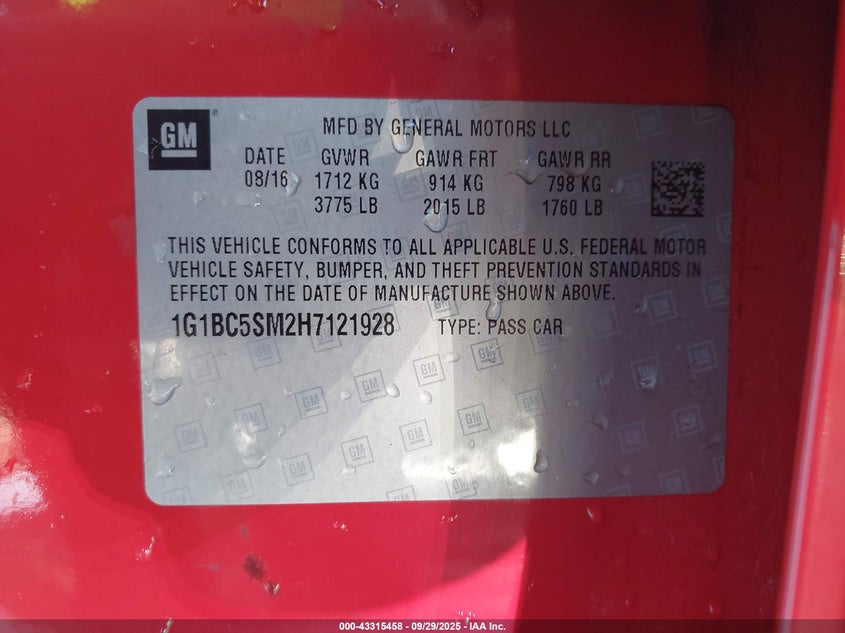 GM MFD BY GENERAL MOTORS LLC
DATE GVWR GAWR FRT GAWR RR
08/16 1712 KG 914 KG 798 KG
3775 LB 2015 LB 1760 LB
THIS VEHICLE CONFORMS TO ALL APPLICABLE U.S. FEDERAL MOTOR
VEHICLE SAFETY, BUMPER, AND THEFT PREVENTION STANDARDS IN
EFFECT ON THE DATE OF MANUFACTURE SHOWN ABOVE.
1G1BC5SM2H7121928 TYPE: PASS CAR
000-43315458 - 09/29/2025 - IAA Inc.